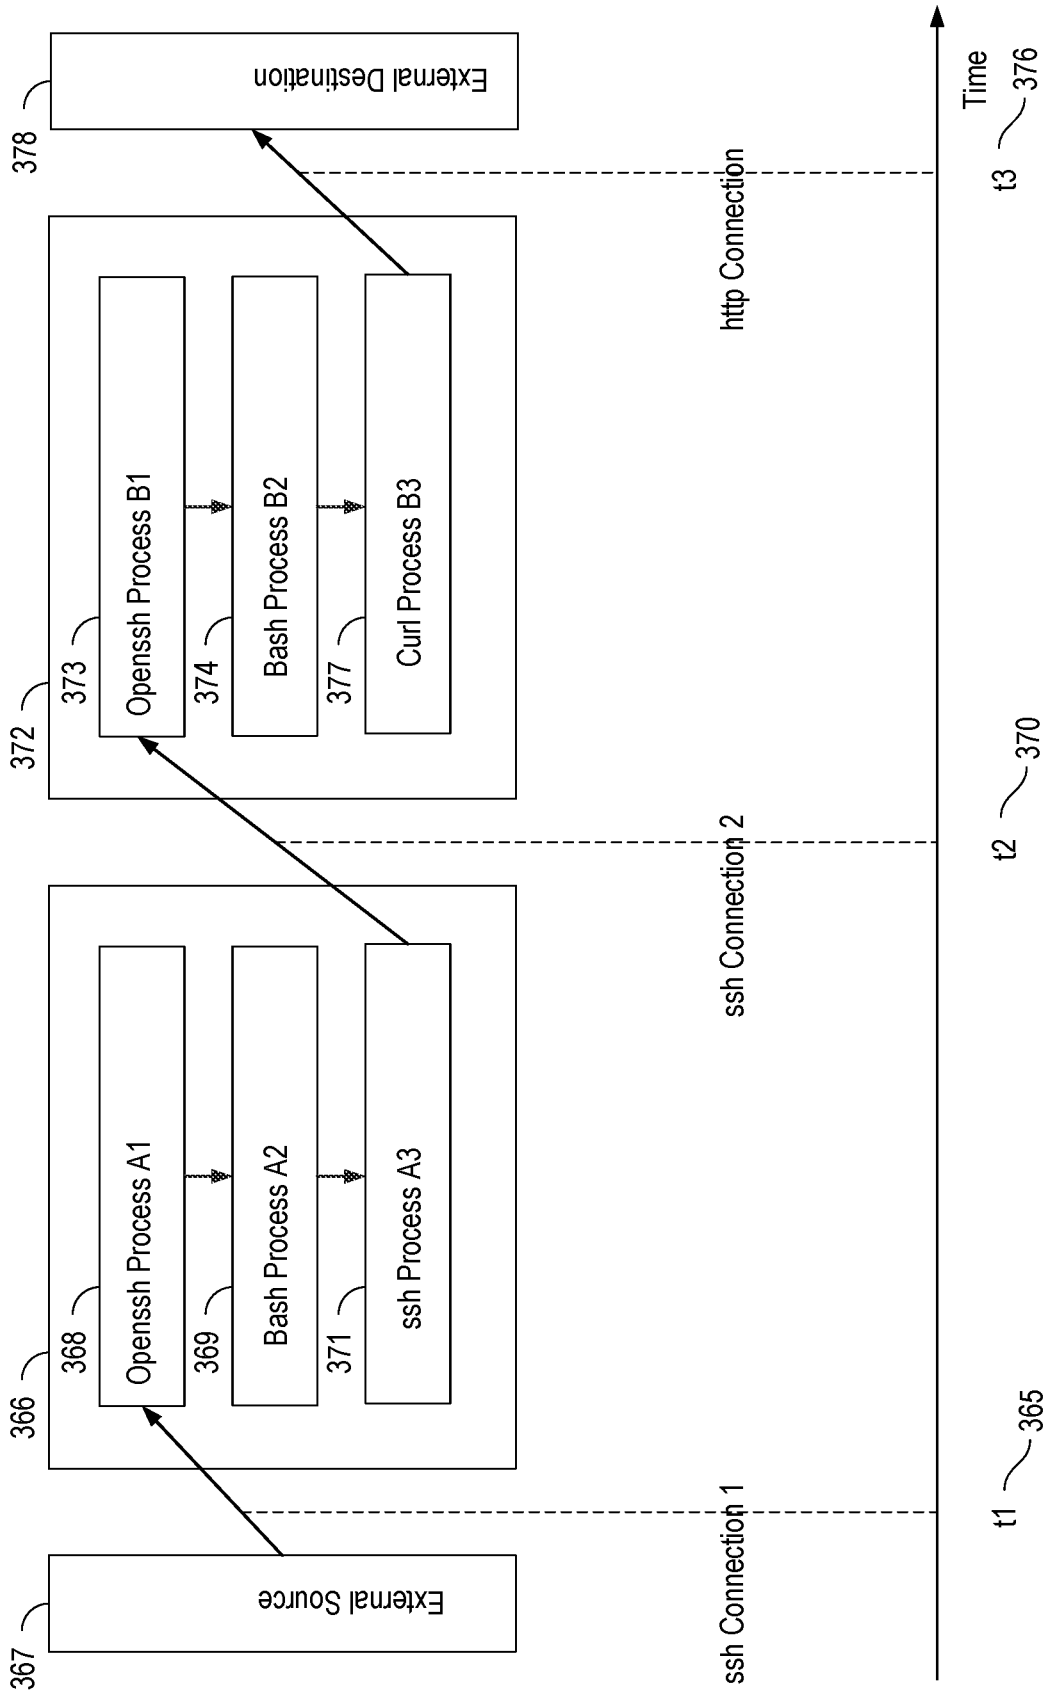 367
External Source
366
368
Openssh Process A1
369
Bash Process A2
371
ssh Process A3
372
373
Openssh Process B1
374
Bash Process B2
377
Curl Process B3
378
External Destination
ssh Connection 1
ssh Connection 2
http Connection
Time
t1
365
t2
370
t3
376